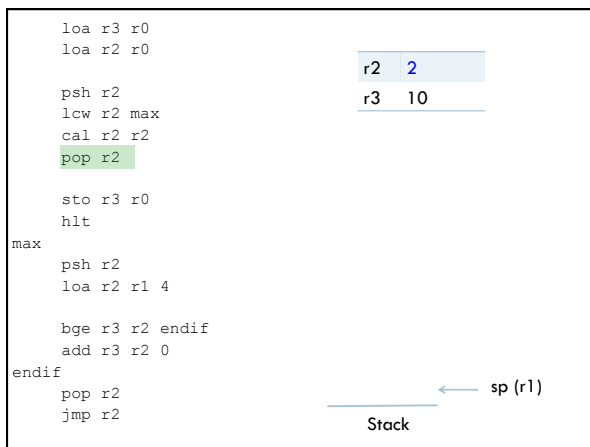 loa r3 r0
loa r2 r0
psh r2
lcw r2 max
cal r2 r2
pop r2
sto r3 r0
hlt
max
psh r2
loa r2 r1 4
bge r3 r2 endif
add r3 r2 0
endif
pop r2
jmp r2
r2 2
r3 10
sp (r1)
Stack